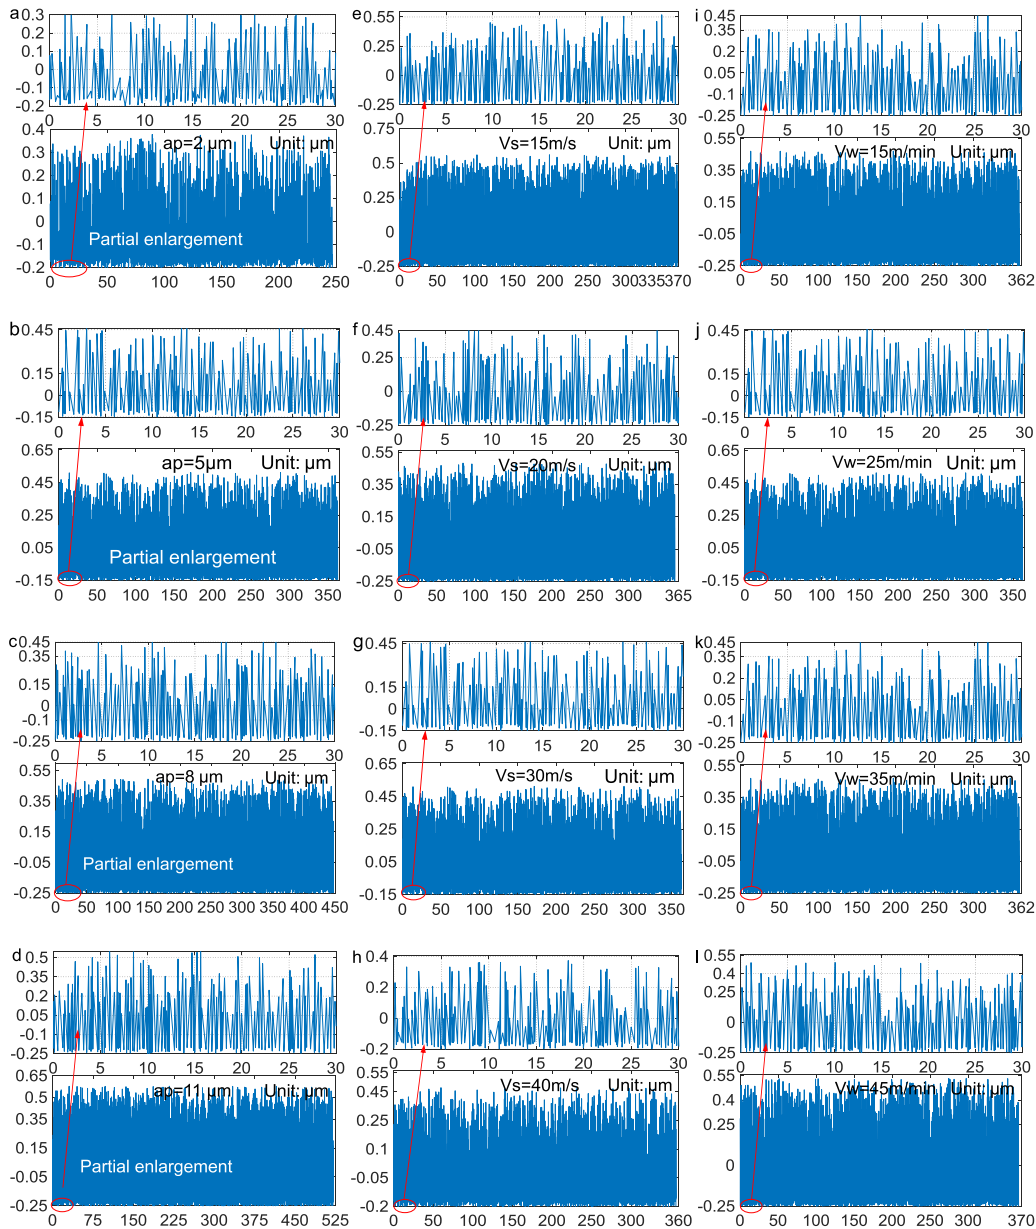 a
0.3
0.2
0.1
0
-0.1
-0.2
0 5 10 15 20 25 30
0.4
ap=2 μm Unit: μm
0.3
0.2
0.1
0
-0.1
-0.2
Partial enlargement
0 50 100 150 200 250
e
0.55
0.4
0.25
0
-0.1
-0.25
0 5 10 15 20 25 30
0.75
Vs=15m/s Unit: μm
0.5
0.25
0
-0.25
0 50 100 150 200 250 300335370
i
0.45
0.35
0.2
0.05
-0.1
-0.25
0 5 10 15 20 25 30
0.55
Vw=15m/min Unit: μm
0.35
0.15
-0.05
-0.25
0 50 100 150 200 250 300 362
b
0.45
0.15
0
-0.15
0 5 10 15 20 25 30
0.65
ap=5μm Unit: μm
0.45
0.25
0.05
-0.15
Partial enlargement
0 50 100 150 200 250 300 350
f
0.45
0.25
0
-0.1
-0.25
0 5 10 15 20 25 30
0.55
Vs=20m/s Unit: μm
0.35
0.2
-0.05
-0.25
0 50 100 150 200 250 300 365
j
0.45
0.15
0
-0.15
0 5 10 15 20 25 30
0.65
Vw=25m/min Unit: μm
0.45
0.25
0.05
-0.15
0 50 100 150 200 250 300 350
c
0.45
0.35
0.15
0
-0.1
-0.25
0 5 10 15 20 25 30
0.55
ap=8 μm Unit: μm
0.35
0.15
-0.05
-0.25
Partial enlargement
0 50 100 150 200 250 300 350 400 450
g
0.45
0.15
0
-0.15
0 5 10 15 20 25 30
0.65
Vs=30m/s Unit: μm
0.45
0.25
0.05
-0.15
0 50 100 150 200 250 300 350
k
0.45
0.35
0.2
0.05
-0.1
-0.25
0 5 10 15 20 25 30
0.55
Vw=35m/min Unit: μm
0.35
0.15
-0.05
-0.25
0 50 100 150 200 250 300 362
d
0.5
0.35
0.2
0.05
-0.1
-0.25
0 5 10 15 20 25 30
0.65
ap=11 μm Unit: μm
0.5
0.35
0.15
-0.05
-0.25
Partial enlargement
0 75 150 225 300 375 450 525
h
0.4
0.2
0
-0.2
0 5 10 15 20 25 30
0.55
Vs=40m/s Unit: μm
0.4
0.25
0.1
-0.05
-0.2
0 50 100 150 200 250 300 360
l
0.55
0.4
0.2
0
-0.25
0 5 10 15 20 25 30
0.55
Vw=45m/min Unit: μm
0.4
0.2
0
-0.25
0 50 100 150 200 250 300 371